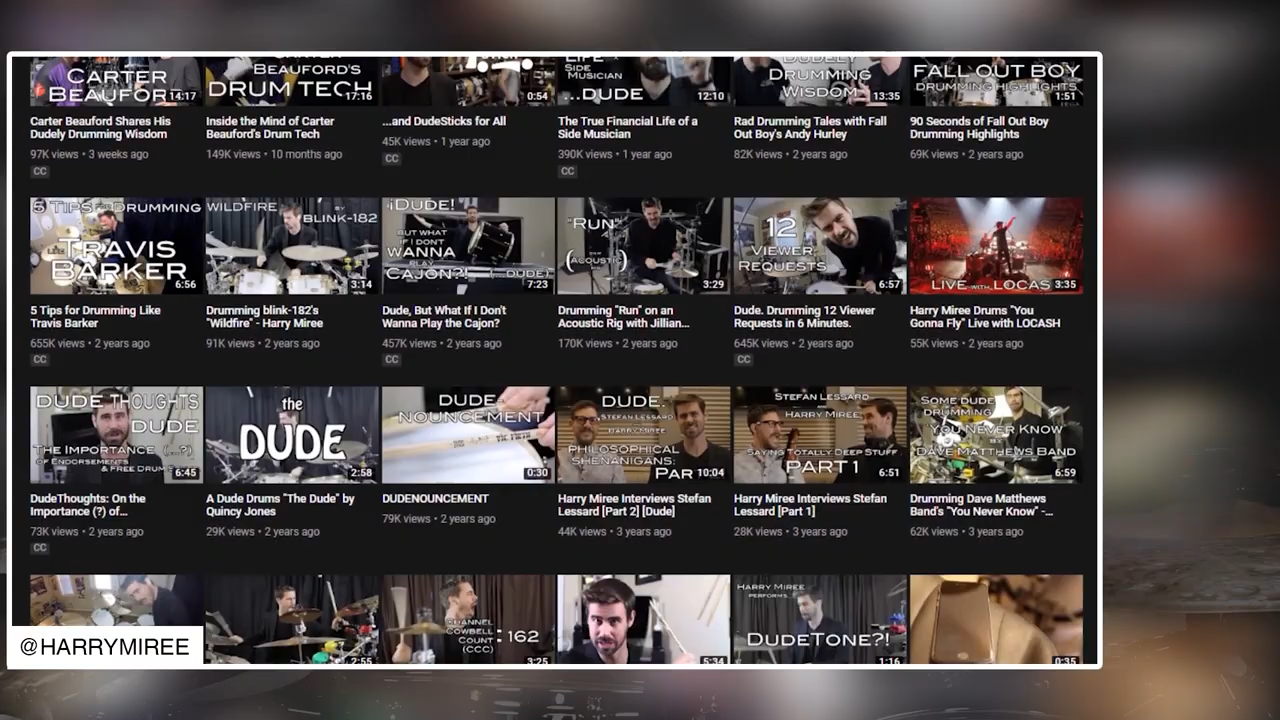 CARTER
BEAUFOR
14:17
BEAUFORD'S
DRUM TECH
17:16
0:54
LIFE
SIDE
MUSICIAN
...DUDE
12:10
DUDELY
DRUMMING
WISDOM
13:35
FALL OUT BOY
DRUMMING HIGHLIGHTS
1:51
Carter Beauford Shares His
Dudely Drumming Wisdom
97K views • 3 weeks ago
CC
Inside the Mind of Carter
Beauford's Drum Tech
149K views • 10 months ago
...and DudeSticks for All
45K views • 1 year ago
CC
The True Financial Life of a
Side Musician
390K views • 1 year ago
CC
Rad Drumming Tales with Fall
Out Boy's Andy Hurley
82K views • 2 years ago
90 Seconds of Fall Out Boy
Drumming Highlights
69K views • 2 years ago
5 TIPS FOR DRUMMING
LIKE
TRAVIS
BARKER
6:56
WILDFIRE
BY
BLINK-182
3:14
¡DUDE!
BUT WHAT
IF I DON'T
WANNA
PLAY
CAJON?!
(...DUDE)
7:23
"RUN"
(ACOUSTIC
3:29
12
VIEWER
REQUESTS
6:57
LIVE WITH LOCAS
3:35
5 Tips for Drumming Like
Travis Barker
655K views • 2 years ago
CC
Drumming blink-182's
"Wildfire" - Harry Miree
91K views • 2 years ago
Dude, But What If I Don't
Wanna Play the Cajon?
457K views • 2 years ago
CC
Drumming "Run" on an
Acoustic Rig with Jillian...
170K views • 2 years ago
Dude. Drumming 12 Viewer
Requests in 6 Minutes.
645K views • 2 years ago
CC
Harry Miree Drums "You
Gonna Fly" Live with LOCASH
55K views • 2 years ago
DUDE THOUGHTS
DUDE
THE IMPORTANCE (...?)
OF ENDORSEMENTS
& FREE DRUM S
6:45
the
DUDE
2:58
DUDE
NOUNCEMENT
0:30
DUDE.
STEFAN LESSARD
HARRY MIREE
PHILOSOPHICAL
SHENANIGANS:
PAR
10:04
STEFAN LESSARD
HARRY MIREE
SAYING TOTALLY DEEP STUFF
PART 1
6:51
SOME DUDE
DRUMMING
YOU NEVER KNOW
BY
DAVE MATTHEWS BAND
6:59
DudeThoughts: On the
Importance (?) of...
73K views • 2 years ago
CC
A Dude Drums "The Dude" by
Quincy Jones
29K views • 2 years ago
DUDENOUNCEMENT
79K views • 2 years ago
Harry Miree Interviews Stefan
Lessard [Part 2] [Dude]
44K views • 3 years ago
Harry Miree Interviews Stefan
Lessard [Part 1]
28K views • 3 years ago
Drumming Dave Matthews
Band's "You Never Know" -...
62K views • 3 years ago
2:55
CHANNEL
COWBELL
COUNT
(CCC)
: 162
3:25
5:34
HARRY MIREE
PERFORMS...
DUDETONE?!
1:16
0:35
@HARRYMIREE